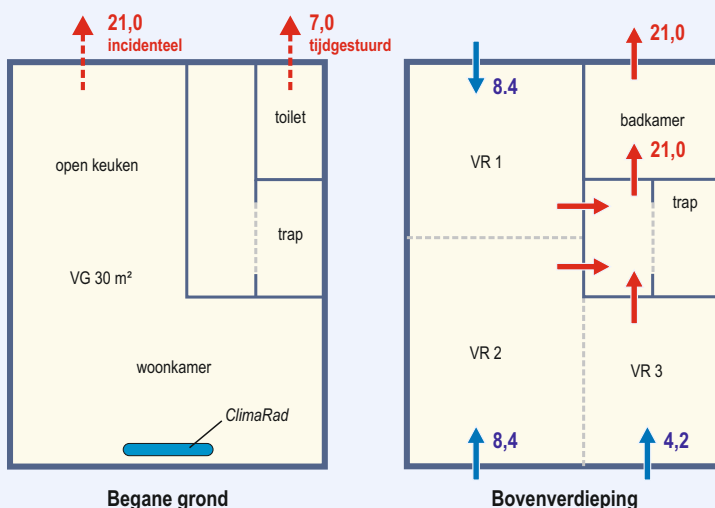 21,0
incidenteel
7,0
tijdgestuurd
toilet
open keuken
trap
VG 30 m²
woonkamer
ClimaRad
Begane grond
21,0
8.4
badkamer
VR 1
21,0
trap
VR 2
VR 3
8,4
4,2
Bovenverdieping